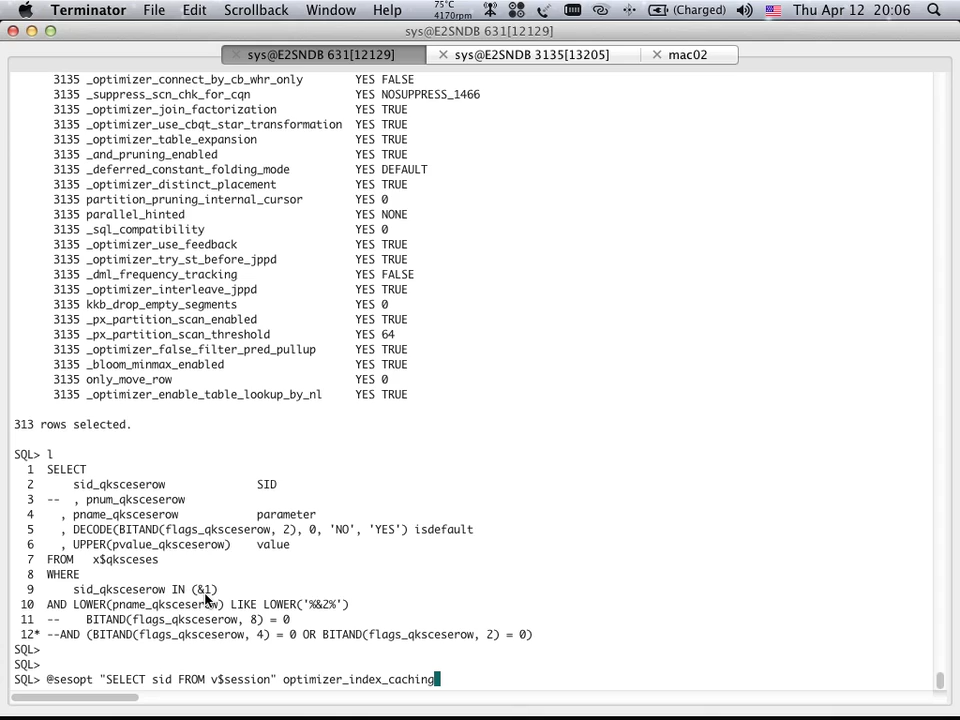 Terminator File Edit Scrollback Window Help 75°C 4170rpm (Charged) Thu Apr 12 20:06
sys@E2SNDB 631[12129]
sys@E2SNDB 631[12129] sys@E2SNDB 3135[13205] mac02
3135 _optimizer_connect_by_cb_whr_only YES FALSE
3135 _suppress_scn_chk_for_cqn YES NOSUPPRESS_1466
3135 _optimizer_join_factorization YES TRUE
3135 _optimizer_use_cbqt_star_transformation YES TRUE
3135 _optimizer_table_expansion YES TRUE
3135 _and_pruning_enabled YES TRUE
3135 _deferred_constant_folding_mode YES DEFAULT
3135 _optimizer_distinct_placement YES TRUE
3135 partition_pruning_internal_cursor YES 0
3135 parallel_hinted YES NONE
3135 _sql_compatibility YES 0
3135 _optimizer_use_feedback YES TRUE
3135 _optimizer_try_st_before_jppd YES TRUE
3135 _dml_frequency_tracking YES FALSE
3135 _optimizer_interleave_jppd YES TRUE
3135 kkb_drop_empty_segments YES 0
3135 _px_partition_scan_enabled YES TRUE
3135 _px_partition_scan_threshold YES 64
3135 _optimizer_false_filter_pred_pullup YES TRUE
3135 _bloom_minmax_enabled YES TRUE
3135 only_move_row YES 0
3135 _optimizer_enable_table_lookup_by_nl YES TRUE
313 rows selected.
SQL> l
1 SELECT
2 sid_qksceserow SID
3 -- , pnum_qksceserow
4 , pname_qksceserow parameter
5 , DECODE(BITAND(flags_qksceserow, 2), 0, 'NO', 'YES') isdefault
6 , UPPER(pvalue_qksceserow) value
7 FROM x$qksceses
8 WHERE
9 sid_qksceserow IN (&1)
10 AND LOWER(pname_qksceserow) LIKE LOWER('%&2%')
11 -- BITAND(flags_qksceserow, 8) = 0
12* --AND (BITAND(flags_qksceserow, 4) = 0 OR BITAND(flags_qksceserow, 2) = 0)
SQL>
SQL>
SQL> @sesopt "SELECT sid FROM v$session" optimizer_index_caching